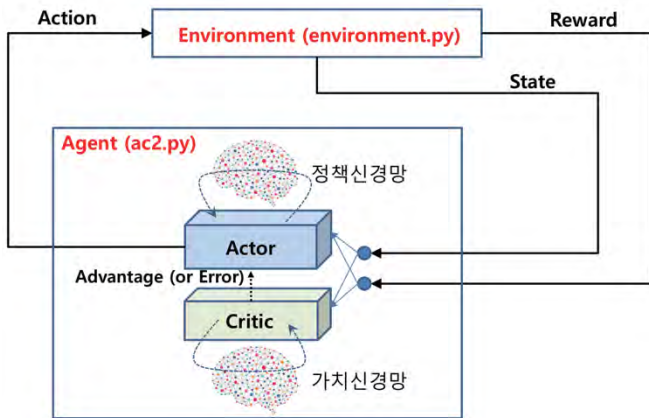 Action
Reward
Environment (environment.py)
State
Agent (ac2.py)
정책신경망
Actor
Advantage (or Error)
Critic
가치신경망